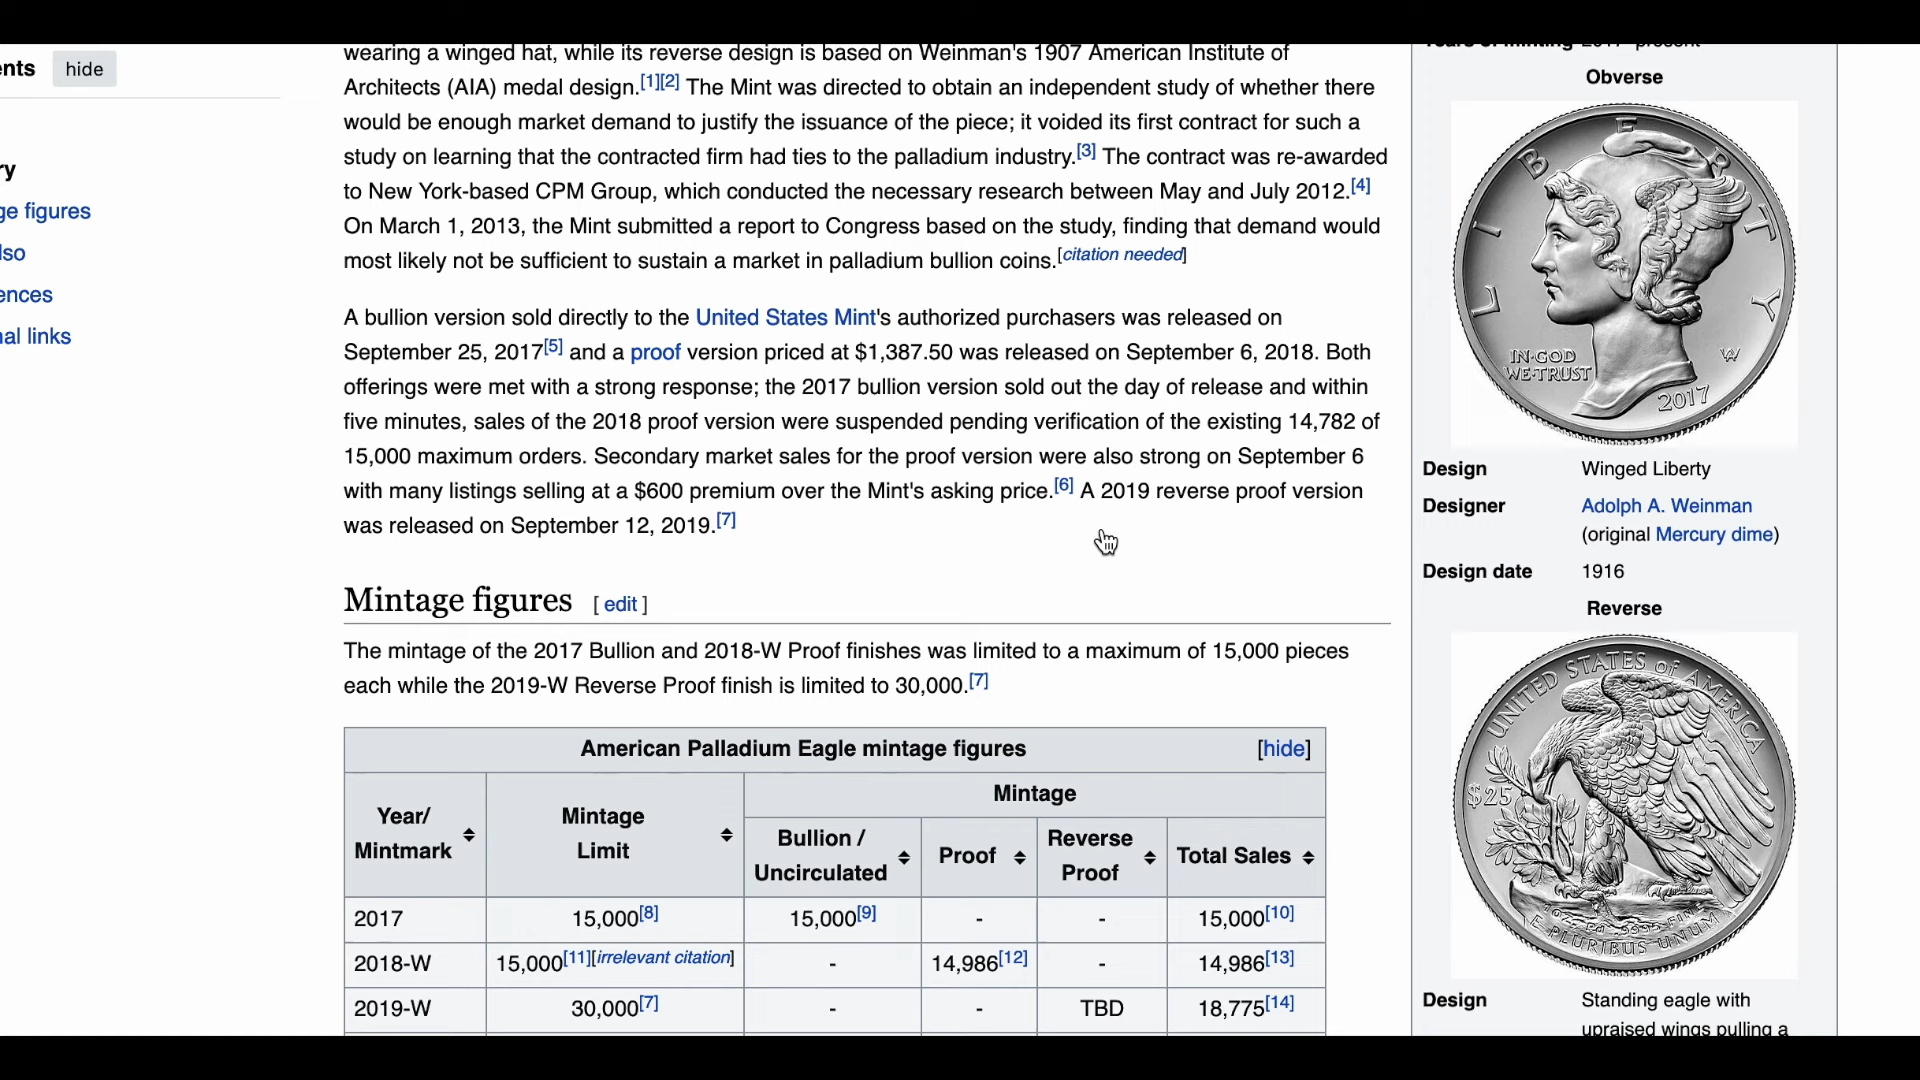 ents hide
ry
ge figures
lso
ences
nal links
wearing a winged hat, while its reverse design is based on Weinman's 1907 American Institute of
Architects (AIA) medal design.[1][2] The Mint was directed to obtain an independent study of whether there
would be enough market demand to justify the issuance of the piece; it voided its first contract for such a
study on learning that the contracted firm had ties to the palladium industry.[3] The contract was re-awarded
to New York-based CPM Group, which conducted the necessary research between May and July 2012.[4]
On March 1, 2013, the Mint submitted a report to Congress based on the study, finding that demand would
most likely not be sufficient to sustain a market in palladium bullion coins.[citation needed]
A bullion version sold directly to the United States Mint's authorized purchasers was released on
September 25, 2017[5] and a proof version priced at $1,387.50 was released on September 6, 2018. Both
offerings were met with a strong response; the 2017 bullion version sold out the day of release and within
five minutes, sales of the 2018 proof version were suspended pending verification of the existing 14,782 of
15,000 maximum orders. Secondary market sales for the proof version were also strong on September 6
with many listings selling at a $600 premium over the Mint's asking price.[6] A 2019 reverse proof version
was released on September 12, 2019.[7]
Mintage figures [ edit ]
The mintage of the 2017 Bullion and 2018-W Proof finishes was limited to a maximum of 15,000 pieces
each while the 2019-W Reverse Proof finish is limited to 30,000.[7]
American Palladium Eagle mintage figures [hide]
Year/
Mintmark
Mintage
Limit
Mintage
Bullion /
Uncirculated
Proof
Reverse
Proof
Total Sales
2017 15,000[8] 15,000[9] - - 15,000[10]
2018-W 15,000[11][irrelevant citation] - 14,986[12] - 14,986[13]
2019-W 30,000[7] - - TBD 18,775[14]
Years of minting 2017–present
Obverse
LIBERTY
IN·GOD
WE·TRUST
2017
Design Winged Liberty
Designer Adolph A. Weinman
(original Mercury dime)
Design date 1916
Reverse
UNITED STATES of AMERICA
$25
1 OZ. Pd .9995 FINE
E PLURIBUS UNUM
Design Standing eagle with
upraised wings pulling a